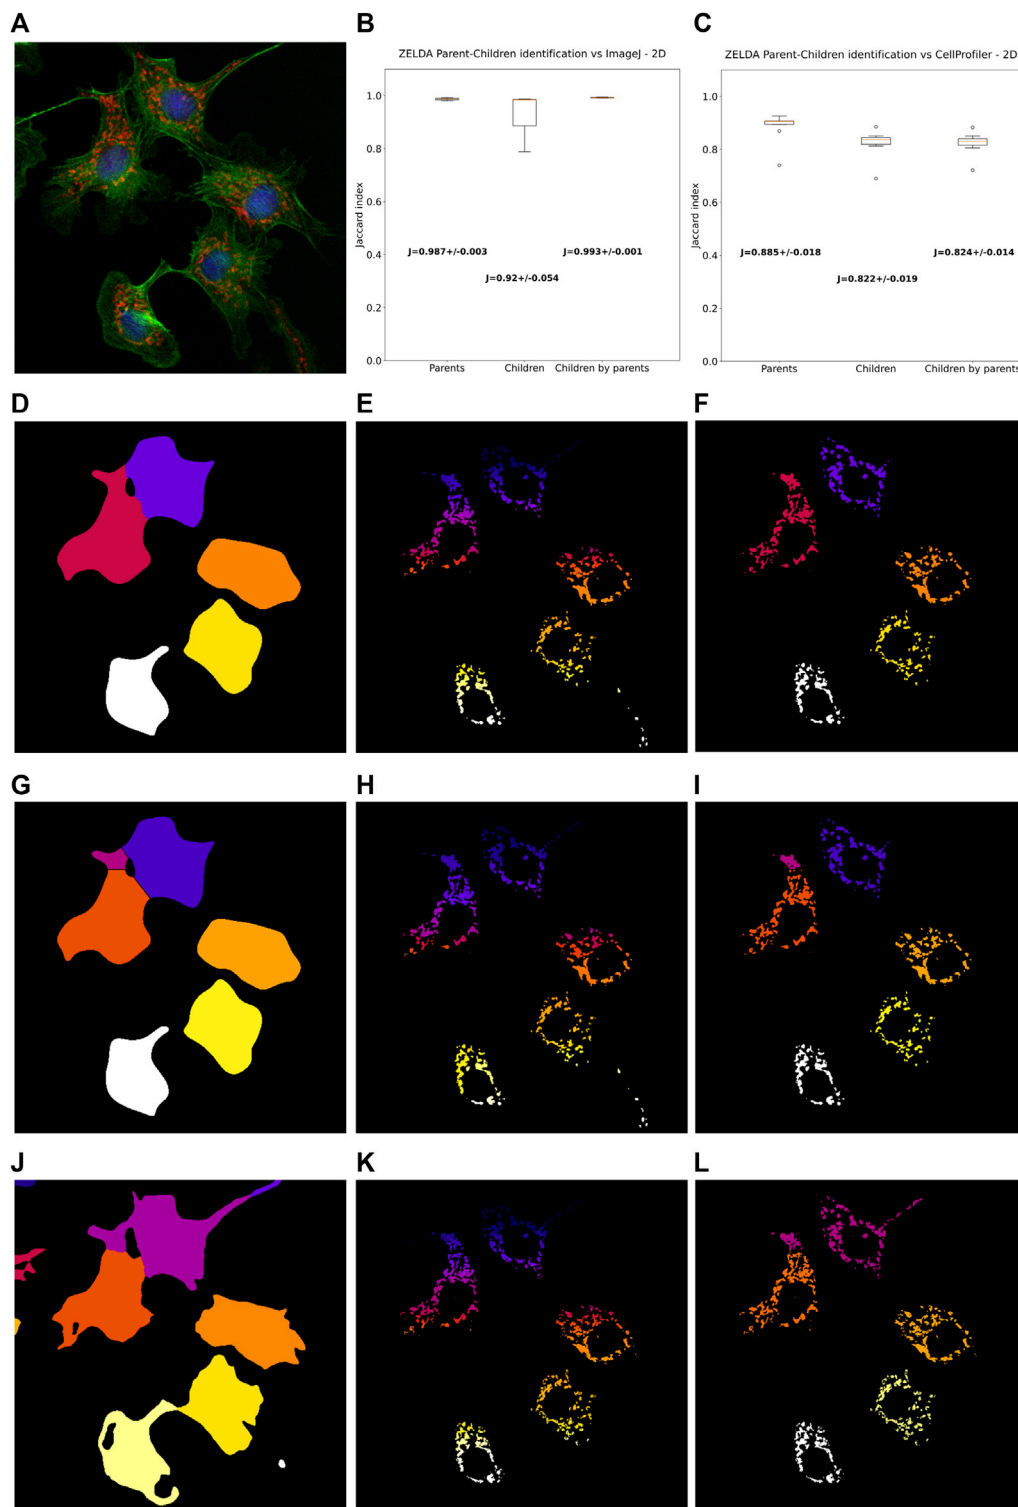 A
B
C
ZELDA Parent-Children identification vs ImageJ - 2D
ZELDA Parent-Children identification vs CellProfiler - 2D
1.0
0.8
0.6
0.4
0.2
0.0
Jaccard index
J=0.987+/-0.003
J=0.92+/-0.054
J=0.993+/-0.001
Parents
Children
Children by parents
1.0
0.8
0.6
0.4
0.2
0.0
Jaccard index
J=0.885+/-0.018
J=0.822+/-0.019
J=0.824+/-0.014
Parents
Children
Children by parents
D
E
F
G
H
I
J
K
L